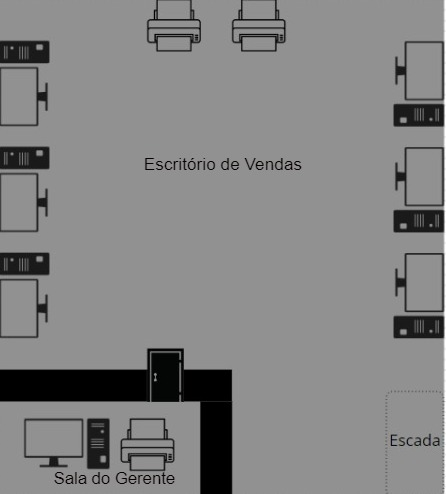 Escritório de Vendas
Escada
Sala do Gerente